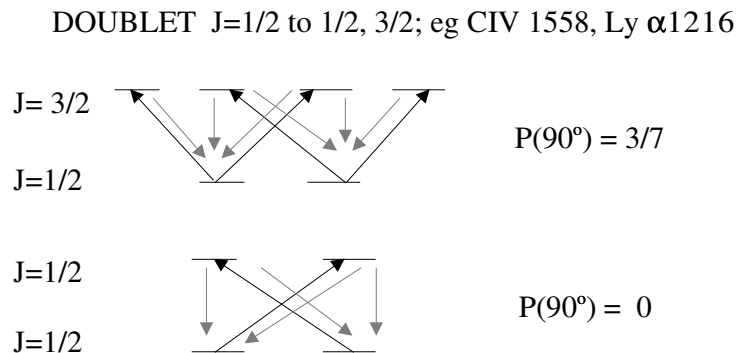 DOUBLET J=1/2 to 1/2, 3/2; eg CIV 1558, Ly α1216
J= 3/2
P(90º) = 3/7
J=1/2
J=1/2
P(90º) = 0
J=1/2